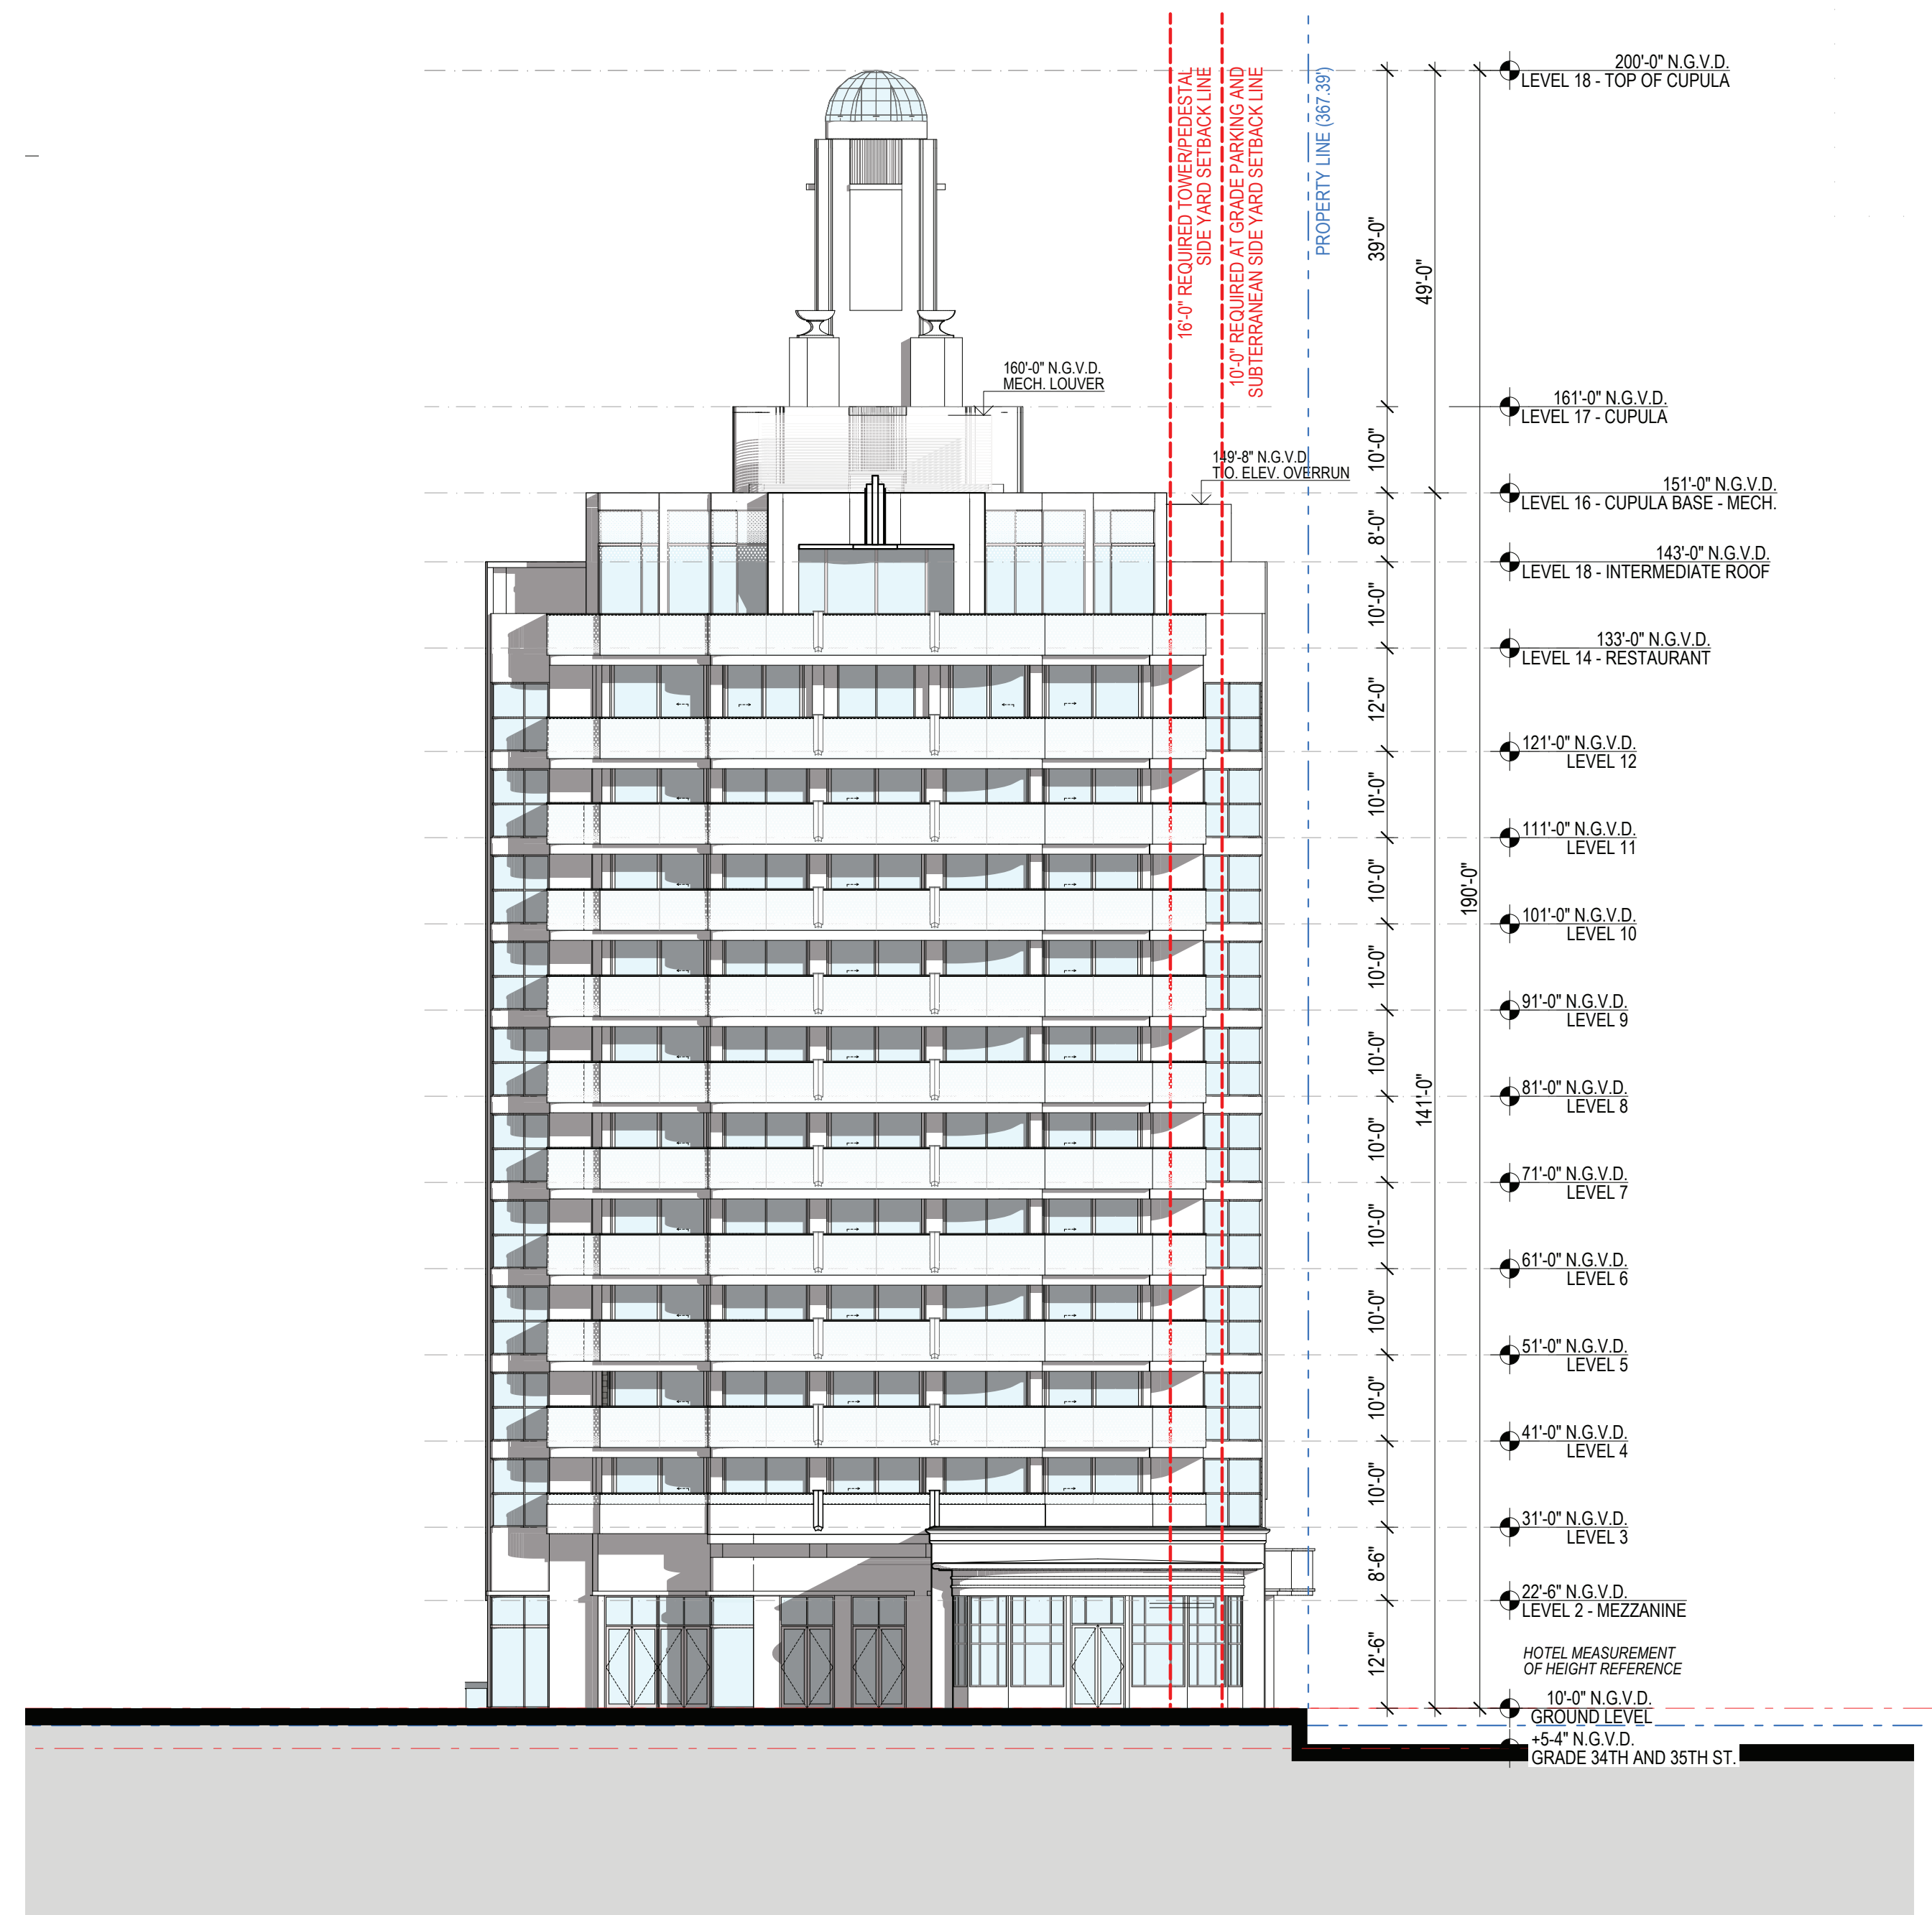 200'-0" N.G.V.D.
LEVEL 18 - TOP OF CUPULA
16'-0" REQUIRED TOWER/PEDESTAL
SIDE YARD SETBACK LINE
10'-0" REQUIRED AT GRADE PARKING AND
SUBTERRANEAN SIDE YARD SETBACK LINE
PROPERTY LINE (367.39')
39'-0"
49'-0"
160'-0" N.G.V.D.
MECH. LOUVER
161'-0" N.G.V.D.
LEVEL 17 - CUPULA
10'-0"
149'-8" N.G.V.D.
T.O. ELEV. OVERRUN
151'-0" N.G.V.D.
LEVEL 16 - CUPULA BASE - MECH.
8'-0"
143'-0" N.G.V.D.
LEVEL 18 - INTERMEDIATE ROOF
10'-0"
133'-0" N.G.V.D.
LEVEL 14 - RESTAURANT
12'-0"
121'-0" N.G.V.D.
LEVEL 12
10'-0"
111'-0" N.G.V.D.
LEVEL 11
10'-0"
190'-0"
101'-0" N.G.V.D.
LEVEL 10
10'-0"
91'-0" N.G.V.D.
LEVEL 9
10'-0"
141'-0"
81'-0" N.G.V.D.
LEVEL 8
10'-0"
71'-0" N.G.V.D.
LEVEL 7
10'-0"
61'-0" N.G.V.D.
LEVEL 6
10'-0"
51'-0" N.G.V.D.
LEVEL 5
10'-0"
41'-0" N.G.V.D.
LEVEL 4
10'-0"
31'-0" N.G.V.D.
LEVEL 3
8'-6"
22'-6" N.G.V.D.
LEVEL 2 - MEZZANINE
12'-6"
HOTEL MEASUREMENT
OF HEIGHT REFERENCE
10'-0" N.G.V.D.
GROUND LEVEL
+5-4" N.G.V.D.
GRADE 34TH AND 35TH ST.